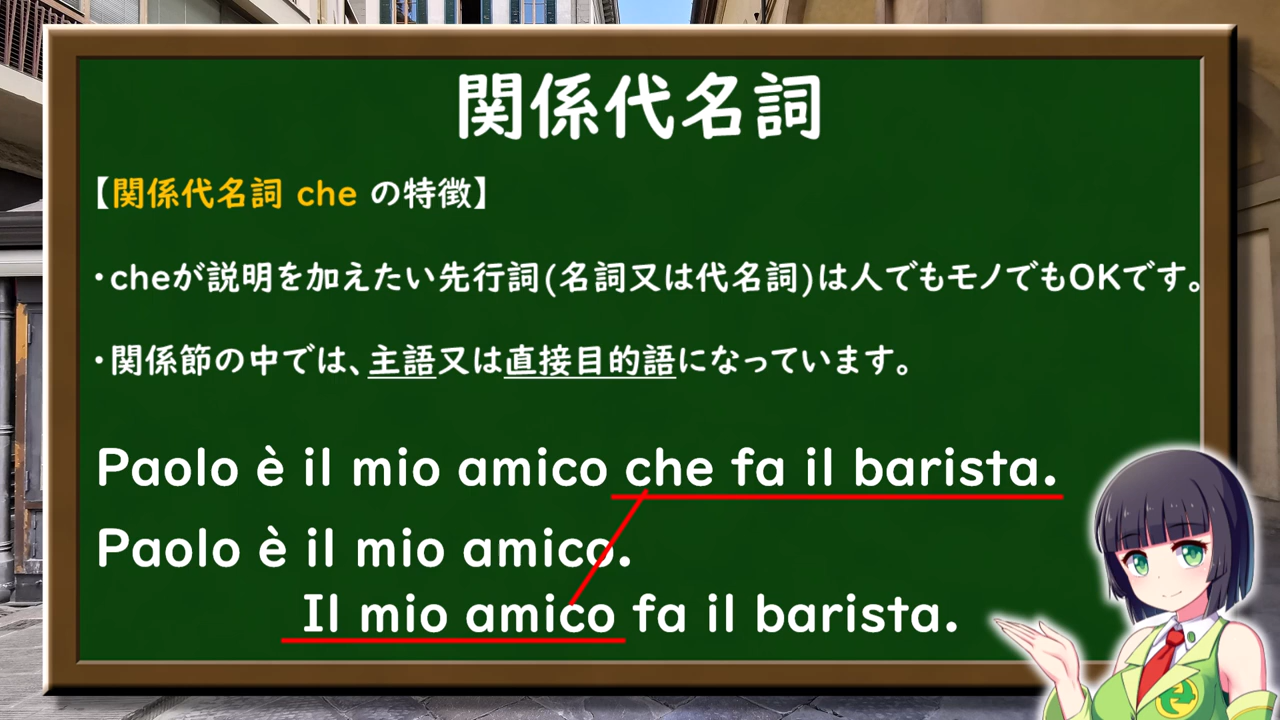 関係代名詞
【関係代名詞 che の特徴】
・cheが説明を加えたい先行詞(名詞又は代名詞)は人でもモノでもOKです。
・関係節の中では、主語又は直接目的語になっています。
Paolo è il mio amico che fa il barista.
Paolo è il mio amico.
Il mio amico fa il barista.